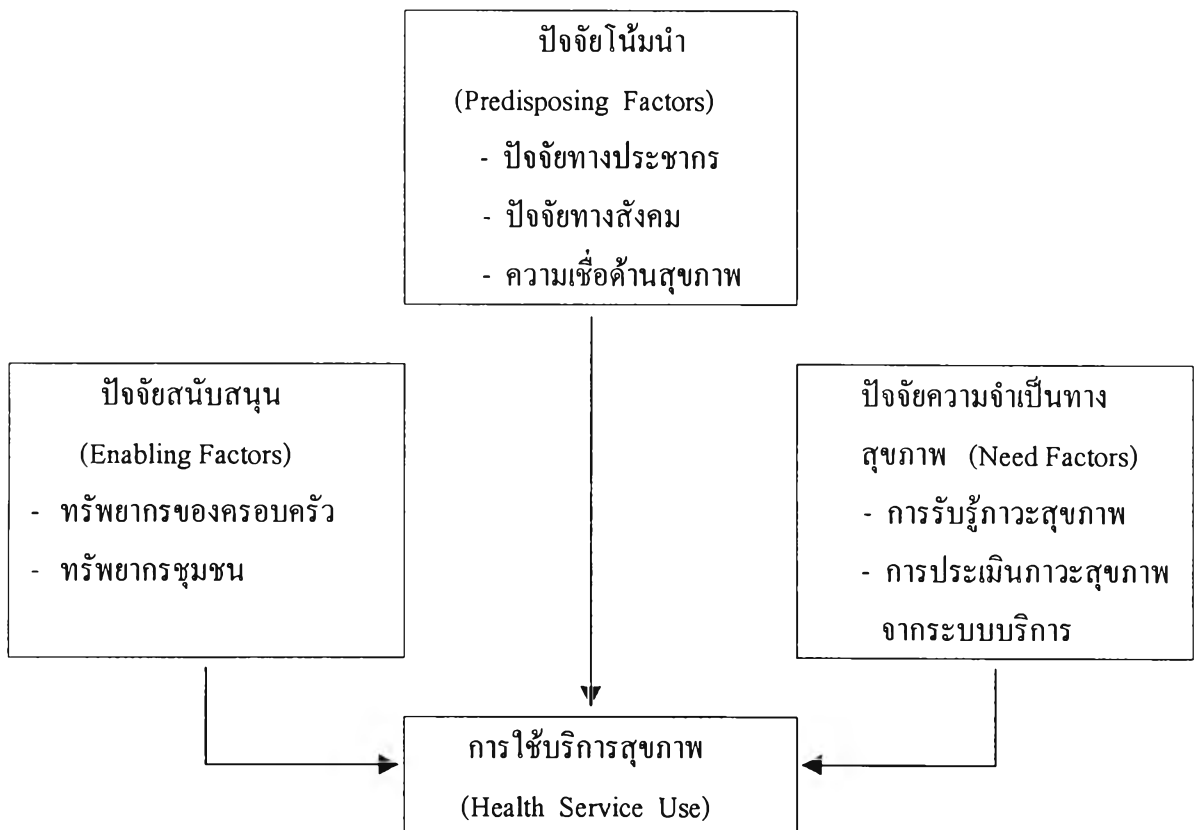 ปัจจัยโน้มนำ
(Predisposing Factors)
- ปัจจัยทางประชากร
- ปัจจัยทางสังคม
- ความเชื่อด้านสุขภาพ
ปัจจัยสนับสนุน
(Enabling Factors)
- ทรัพยากรของครอบครัว
- ทรัพยากรชุมชน
ปัจจัยความจำเป็นทาง
สุขภาพ (Need Factors)
- การรับรู้ภาวะสุขภาพ
- การประเมินภาวะสุขภาพ
จากระบบบริการ
การใช้บริการสุขภาพ
(Health Service Use)